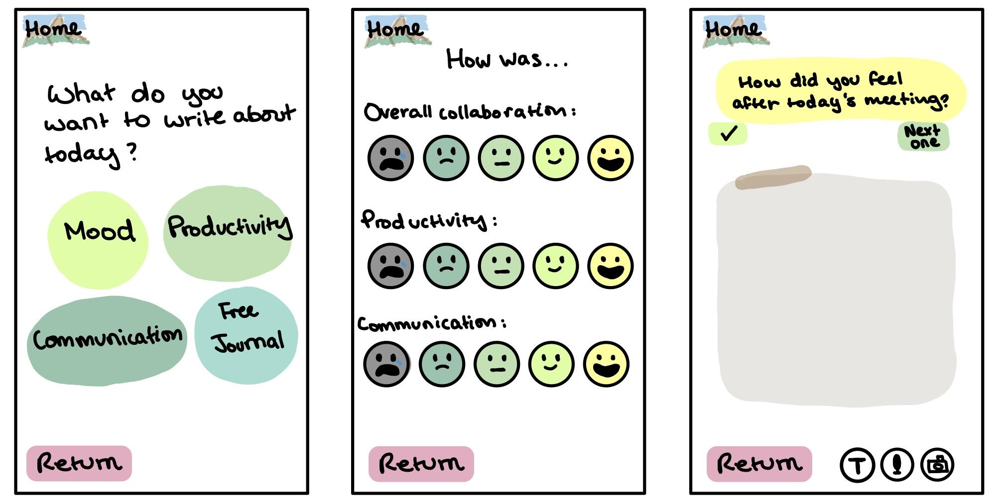 Home
What do you
want to write about
today?
Mood
Productivity
Communication
Free
Journal
Return
Home
How was...
Overall collaboration:
Productivity:
Communication:
Return
Home
How did you feel
after today's meeting?
✓
Next
one
Return
T